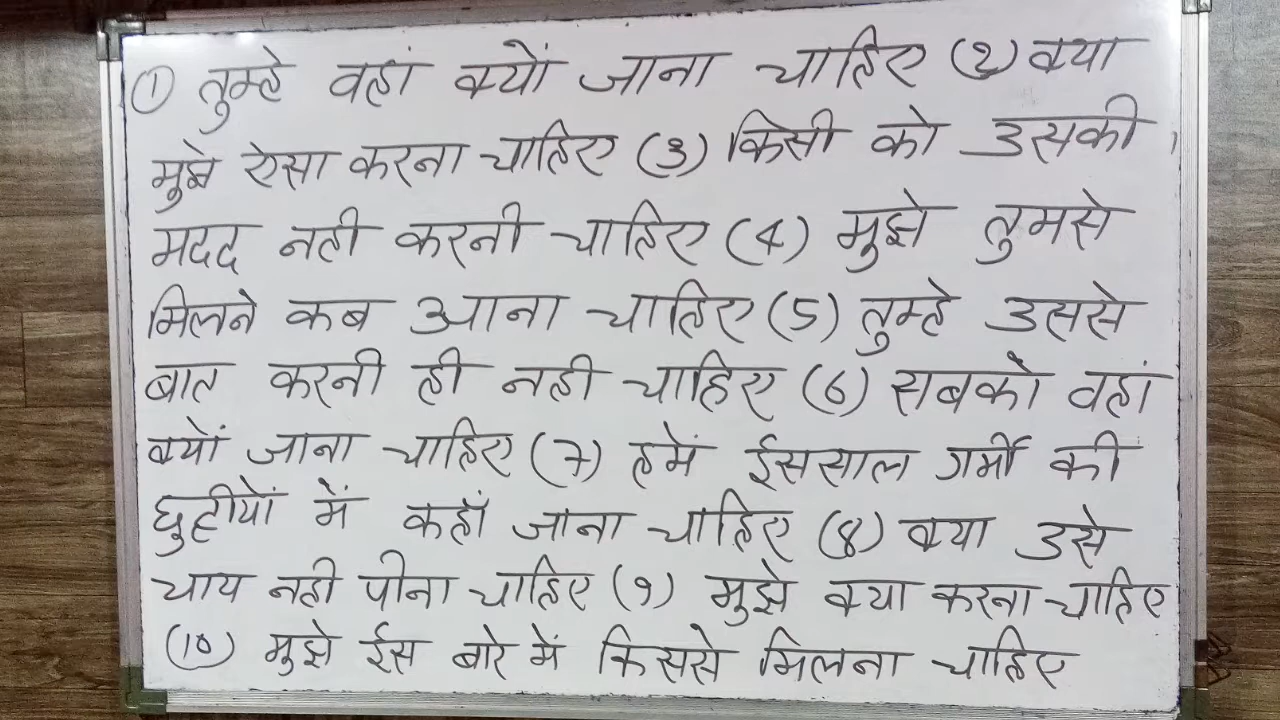 ① तुम्हे वहां क्यों जाना चाहिए (२) क्या
मुझे ऐसा करना चाहिए (3) किसी को उसकी
मदद नही करनी चाहिए (4) मुझे तुमसे
मिलने कब आना चाहिए (5) तुम्हे उससे
बात करनी ही नही चाहिए (6) सबको वहां
क्यों जाना चाहिए (7) हमें ईससाल गर्मी की
छुट्टीयों में कहाँ जाना चाहिए (8) क्या उसे
चाय नही पीना चाहिए (9) मुझे क्या करना चाहिए
(10) मुझे ईस बारे में किससे मिलना चाहिए